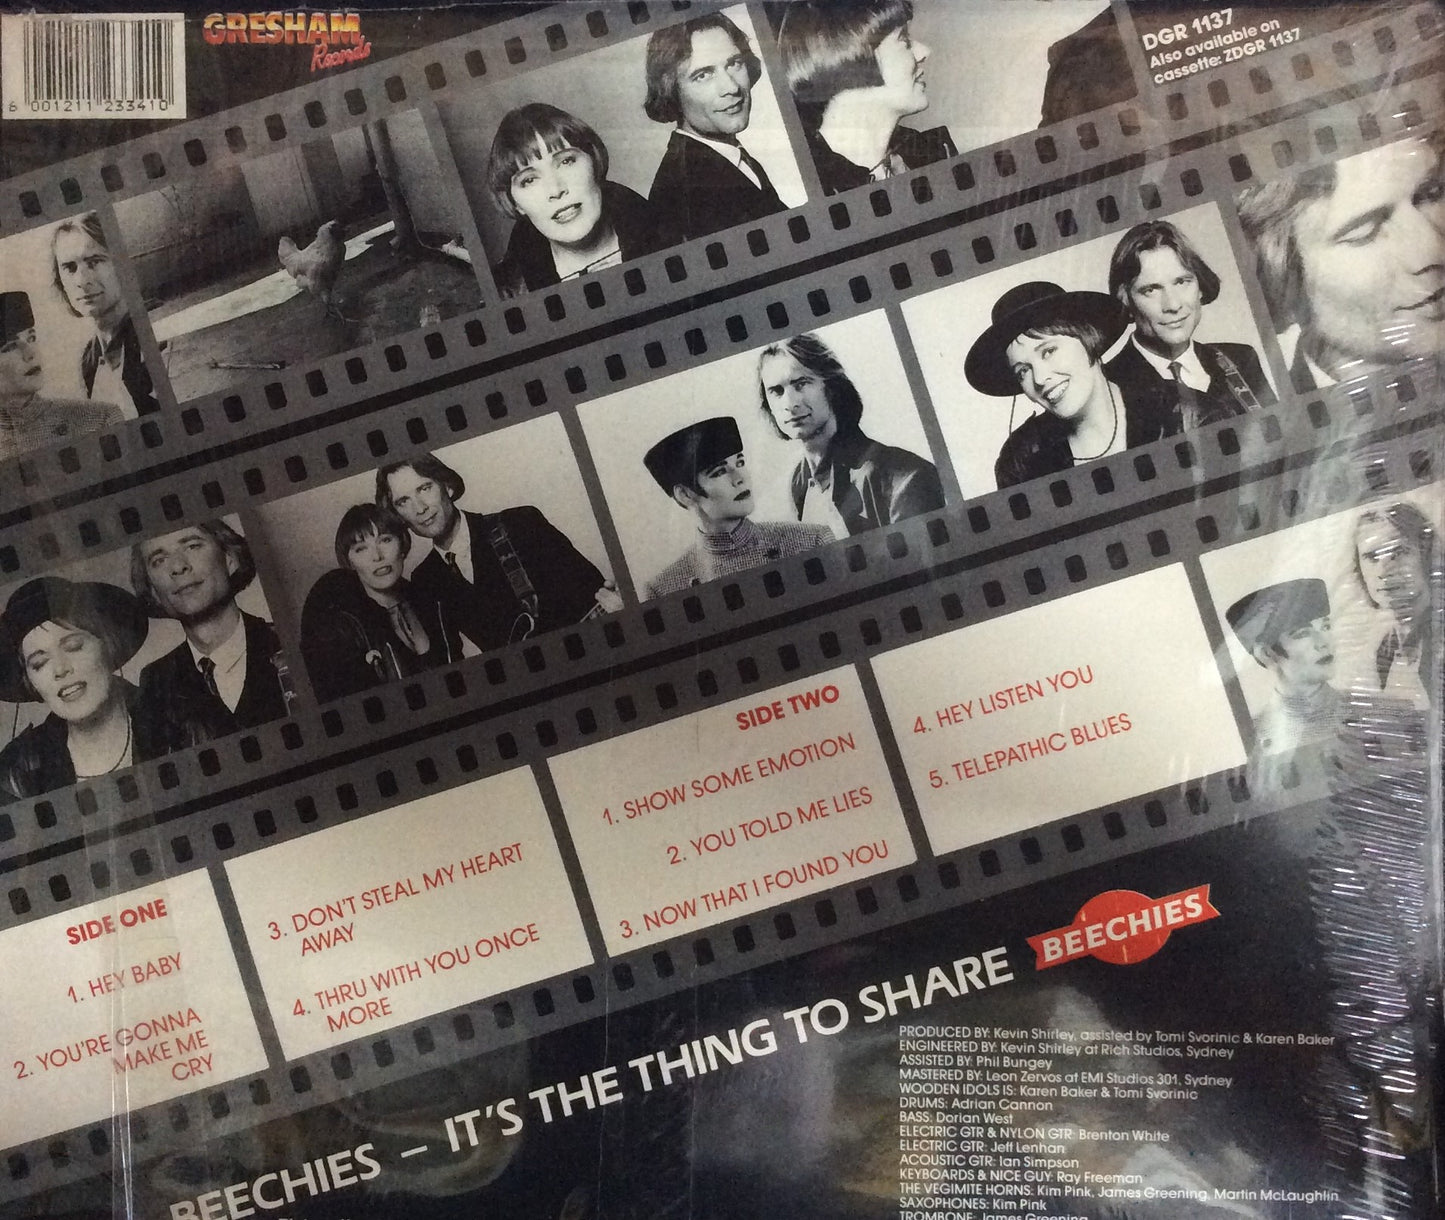 6 001211 233410
GRESHAM
Records
DGR 1137
Also available on
cassette: ZDGR 1137
SIDE ONE
1. HEY BABY
2. YOU'RE GONNA
MAKE ME
CRY
3. DON'T STEAL MY HEART
AWAY
4. THRU WITH YOU ONCE
MORE
SIDE TWO
1. SHOW SOME EMOTION
2. YOU TOLD ME LIES
3. NOW THAT I FOUND YOU
4. HEY LISTEN YOU
5. TELEPATHIC BLUES
BEECHIES – IT'S THE THING TO SHARE
BEECHIES
PRODUCED BY: Kevin Shirley, assisted by Tomi Svorinic & Karen Baker
ENGINEERED BY: Kevin Shirley at Rich Studios, Sydney
ASSISTED BY: Phil Bungey
MASTERED BY: Leon Zervos at EMI Studios 301, Sydney
WOODEN IDOLS IS: Karen Baker & Tomi Svorinic
DRUMS: Adrian Cannon
BASS: Dorian West
ELECTRIC GTR & NYLON GTR: Brenton White
ELECTRIC GTR: Jeff Lenhan
ACOUSTIC GTR: Ian Simpson
KEYBOARDS & NICE GUY: Ray Freeman
THE VEGIMITE HORNS: Kim Pink, James Greening, Martin McLaughlin
SAXOPHONES: Kim Pink
TROMBONE: James Greening